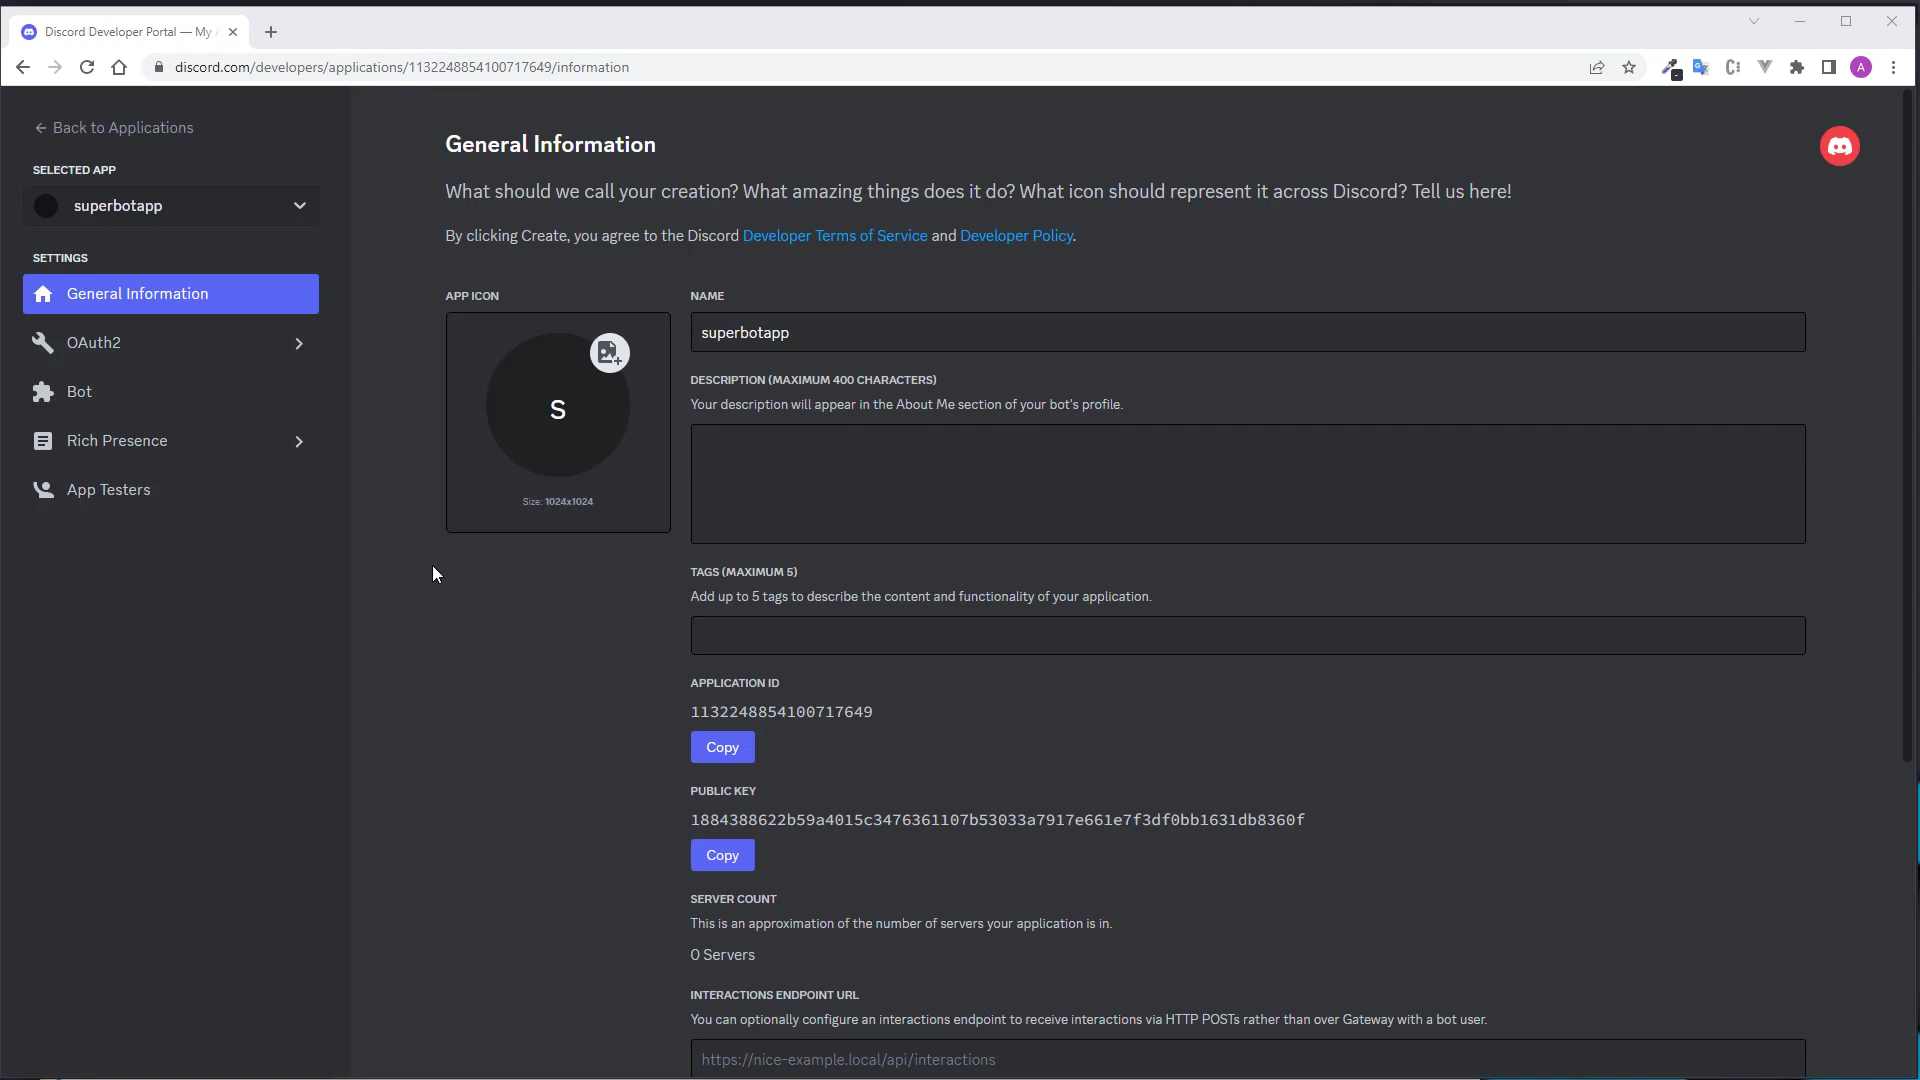 Discord Developer Portal — My A
discord.com/developers/applications/1132248854100717649/information
A
Back to Applications
SELECTED APP
superbotapp
SETTINGS
General Information
OAuth2
Bot
Rich Presence
App Testers
General Information
What should we call your creation? What amazing things does it do? What icon should represent it across Discord? Tell us here!
By clicking Create, you agree to the Discord Developer Terms of Service and Developer Policy.
APP ICON
S
Size: 1024x1024
NAME
superbotapp
DESCRIPTION (MAXIMUM 400 CHARACTERS)
Your description will appear in the About Me section of your bot's profile.
TAGS (MAXIMUM 5)
Add up to 5 tags to describe the content and functionality of your application.
APPLICATION ID
1132248854100717649
Copy
PUBLIC KEY
1884388622b59a4015c3476361107b53033a7917e661e7f3df0bb1631db8360f
Copy
SERVER COUNT
This is an approximation of the number of servers your application is in.
0 Servers
INTERACTIONS ENDPOINT URL
You can optionally configure an interactions endpoint to receive interactions via HTTP POSTs rather than over Gateway with a bot user.
https://nice-example.local/api/interactions